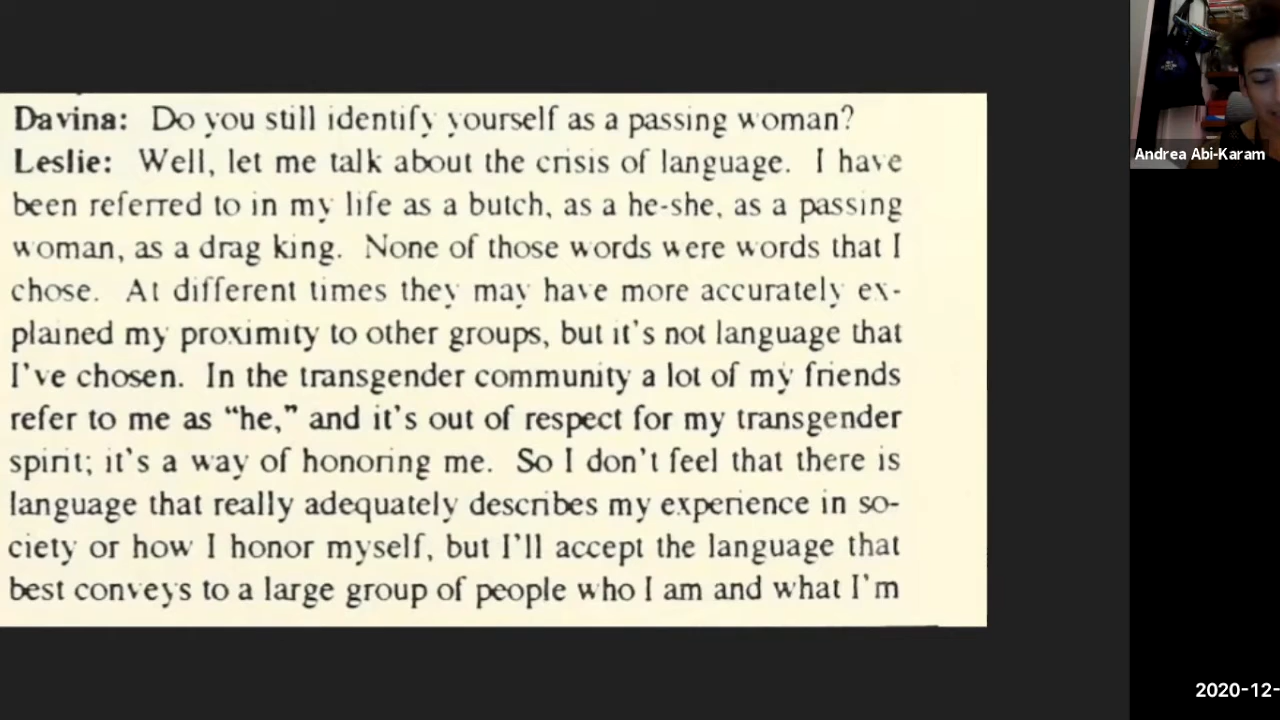 Davina: Do you still identify yourself as a passing woman?
Leslie: Well, let me talk about the crisis of language. I have
been referred to in my life as a butch, as a he-she, as a passing
woman, as a drag king. None of those words were words that I
chose. At different times they may have more accurately ex-
plained my proximity to other groups, but it's not language that
I've chosen. In the transgender community a lot of my friends
refer to me as “he,” and it's out of respect for my transgender
spirit; it's a way of honoring me. So I don't feel that there is
language that really adequately describes my experience in so-
ciety or how I honor myself, but I'll accept the language that
best conveys to a large group of people who I am and what I'm
Andrea Abi-Karam
2020-12-